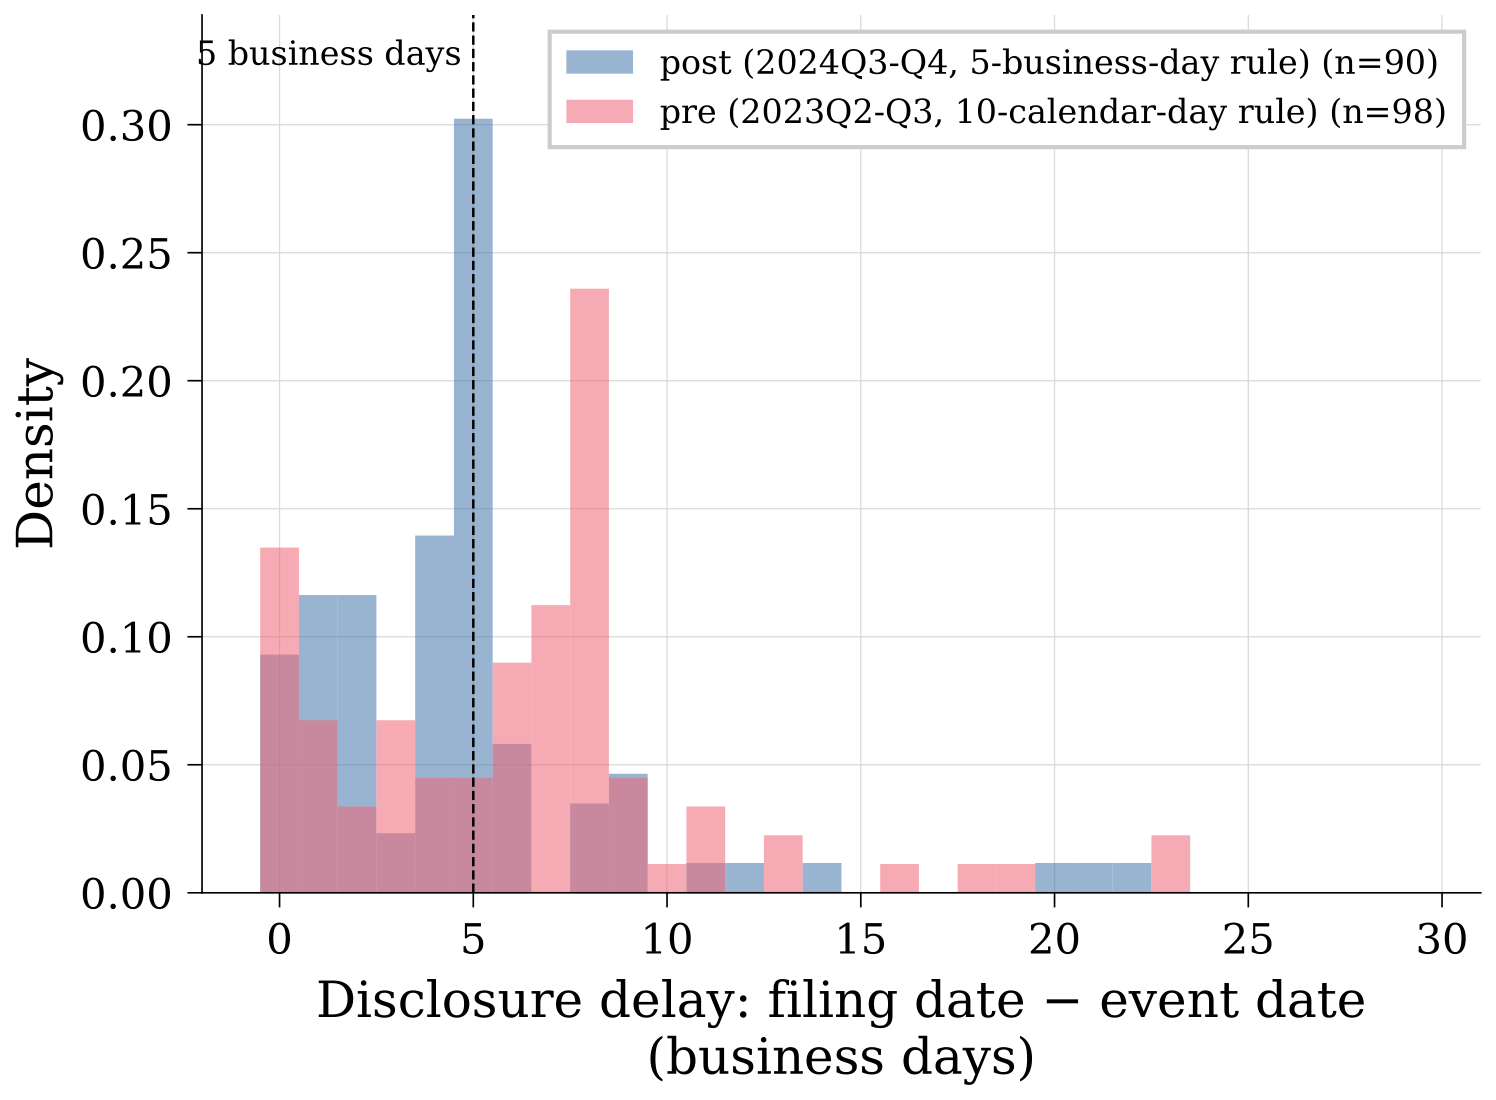 5 business days
post (2024Q3-Q4, 5-business-day rule) (n=90)
pre (2023Q2-Q3, 10-calendar-day rule) (n=98)
Density
0.30
0.25
0.20
0.15
0.10
0.05
0.00
0 5 10 15 20 25 30
Disclosure delay: filing date − event date
(business days)